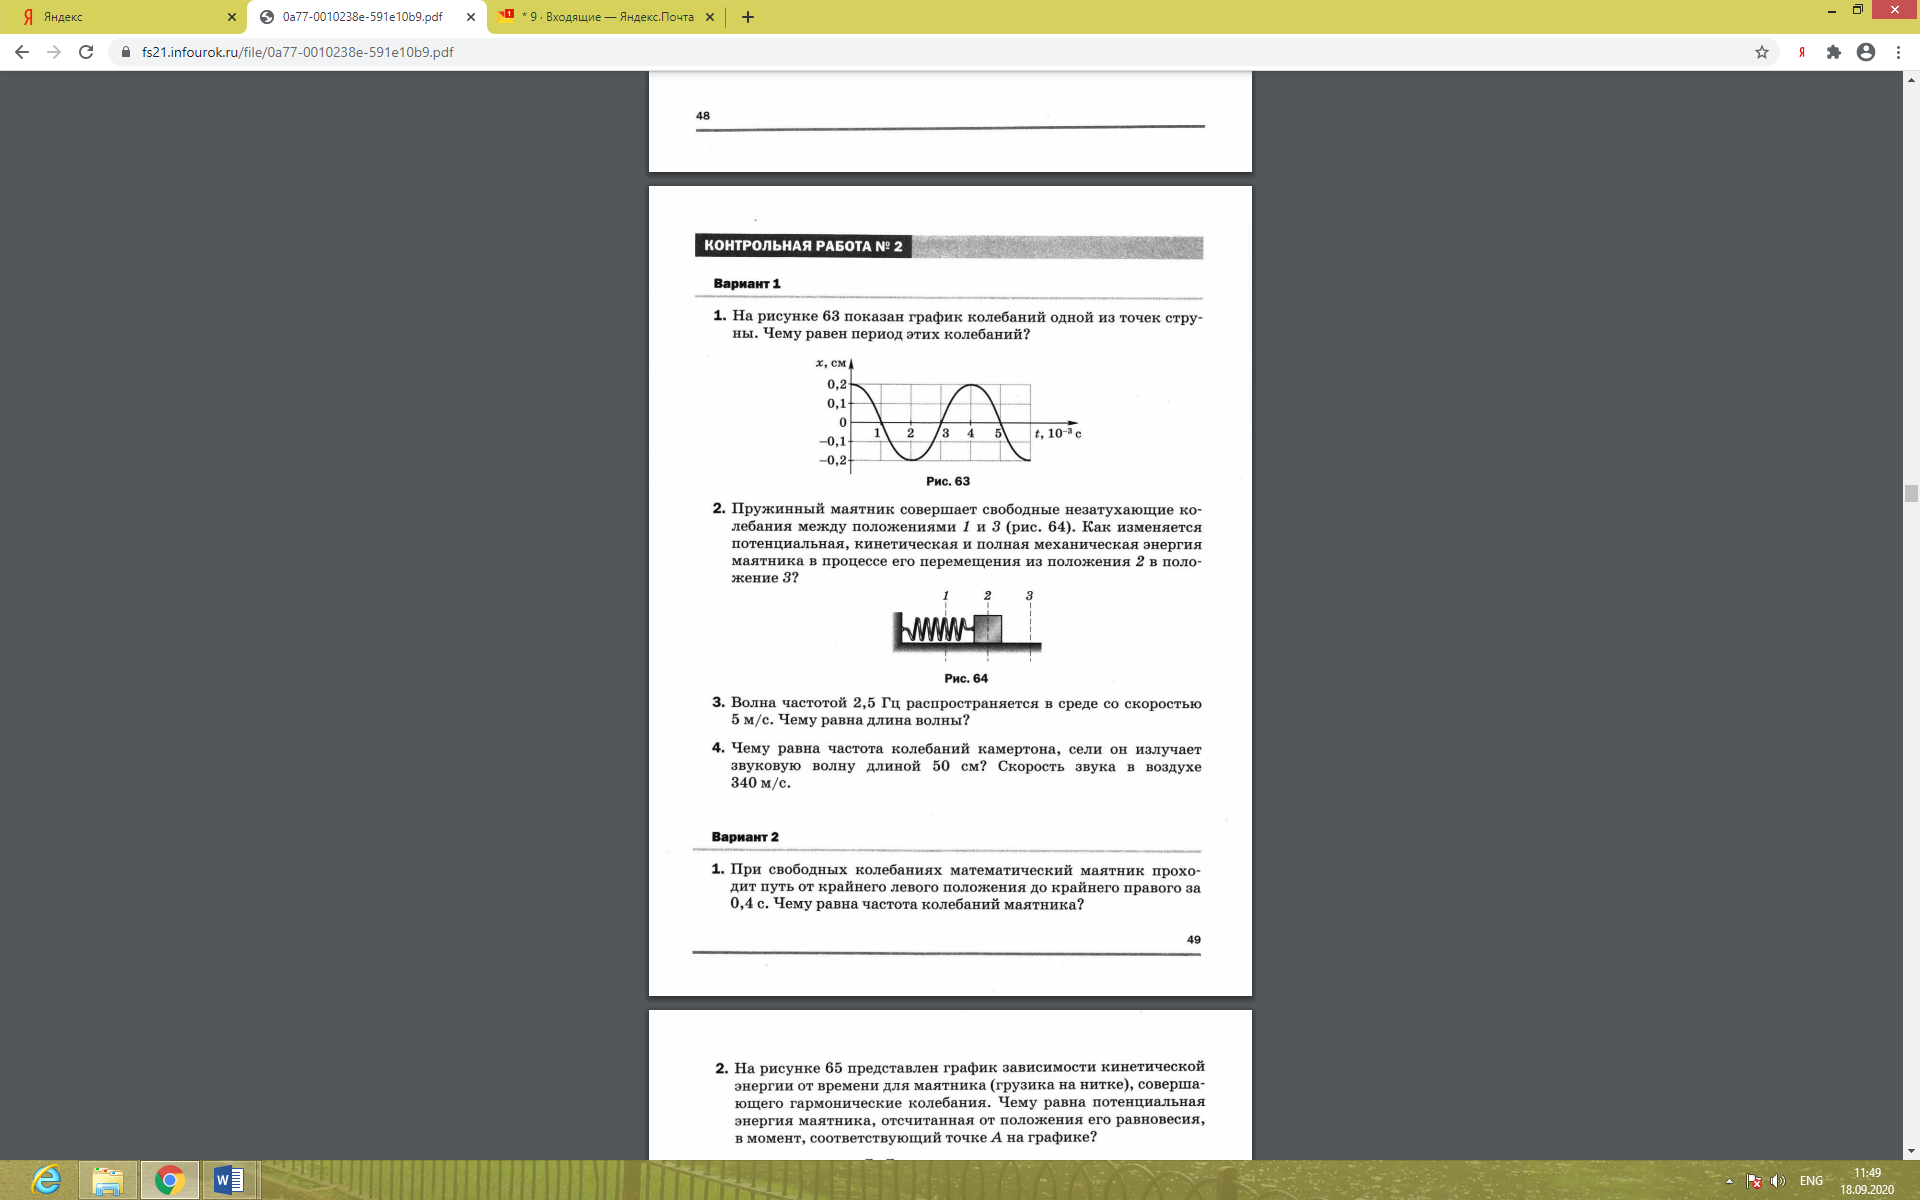 Яндекс
0a77-0010238e-591e10b9.pdf
* 9 · Входящие — Яндекс.Почта
fs21.infourok.ru/file/0a77-0010238e-591e10b9.pdf
48
КОНТРОЛЬНАЯ РАБОТА № 2
Вариант 1
1. На рисунке 63 показан график колебаний одной из точек стру-
ны. Чему равен период этих колебаний?
x, см
0,2
0,1
0
-0,1
-0,2
1 2 3 4 5 t, 10⁻³ с
Рис. 63
2. Пружинный маятник совершает свободные незатухающие ко-
лебания между положениями 1 и 3 (рис. 64). Как изменяется
потенциальная, кинетическая и полная механическая энергия
маятника в процессе его перемещения из положения 2 в поло-
жение 3?
1 2 3
Рис. 64
3. Волна частотой 2,5 Гц распространяется в среде со скоростью
5 м/с. Чему равна длина волны?
4. Чему равна частота колебаний камертона, сели он излучает
звуковую волну длиной 50 см? Скорость звука в воздухе
340 м/с.
Вариант 2
1. При свободных колебаниях математический маятник прохо-
дит путь от крайнего левого положения до крайнего правого за
0,4 с. Чему равна частота колебаний маятника?
49
2. На рисунке 65 представлен график зависимости кинетической
энергии от времени для маятника (грузика на нитке), соверша-
ющего гармонические колебания. Чему равна потенциальная
энергия маятника, отсчитанная от положения его равновесия,
в момент, соответствующий точке А на графике?
ENG
11:49
18.09.2020